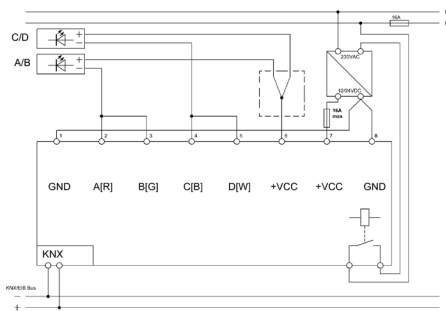 16A
C/D
+
−
A/B
+
−
230VAC
12/24VDC
16A
max
1 2 3 4 5 6 7 8
GND A[R] B[G] C[B] D[W] +VCC +VCC GND
KNX
KNX/EIB Bus
−
+